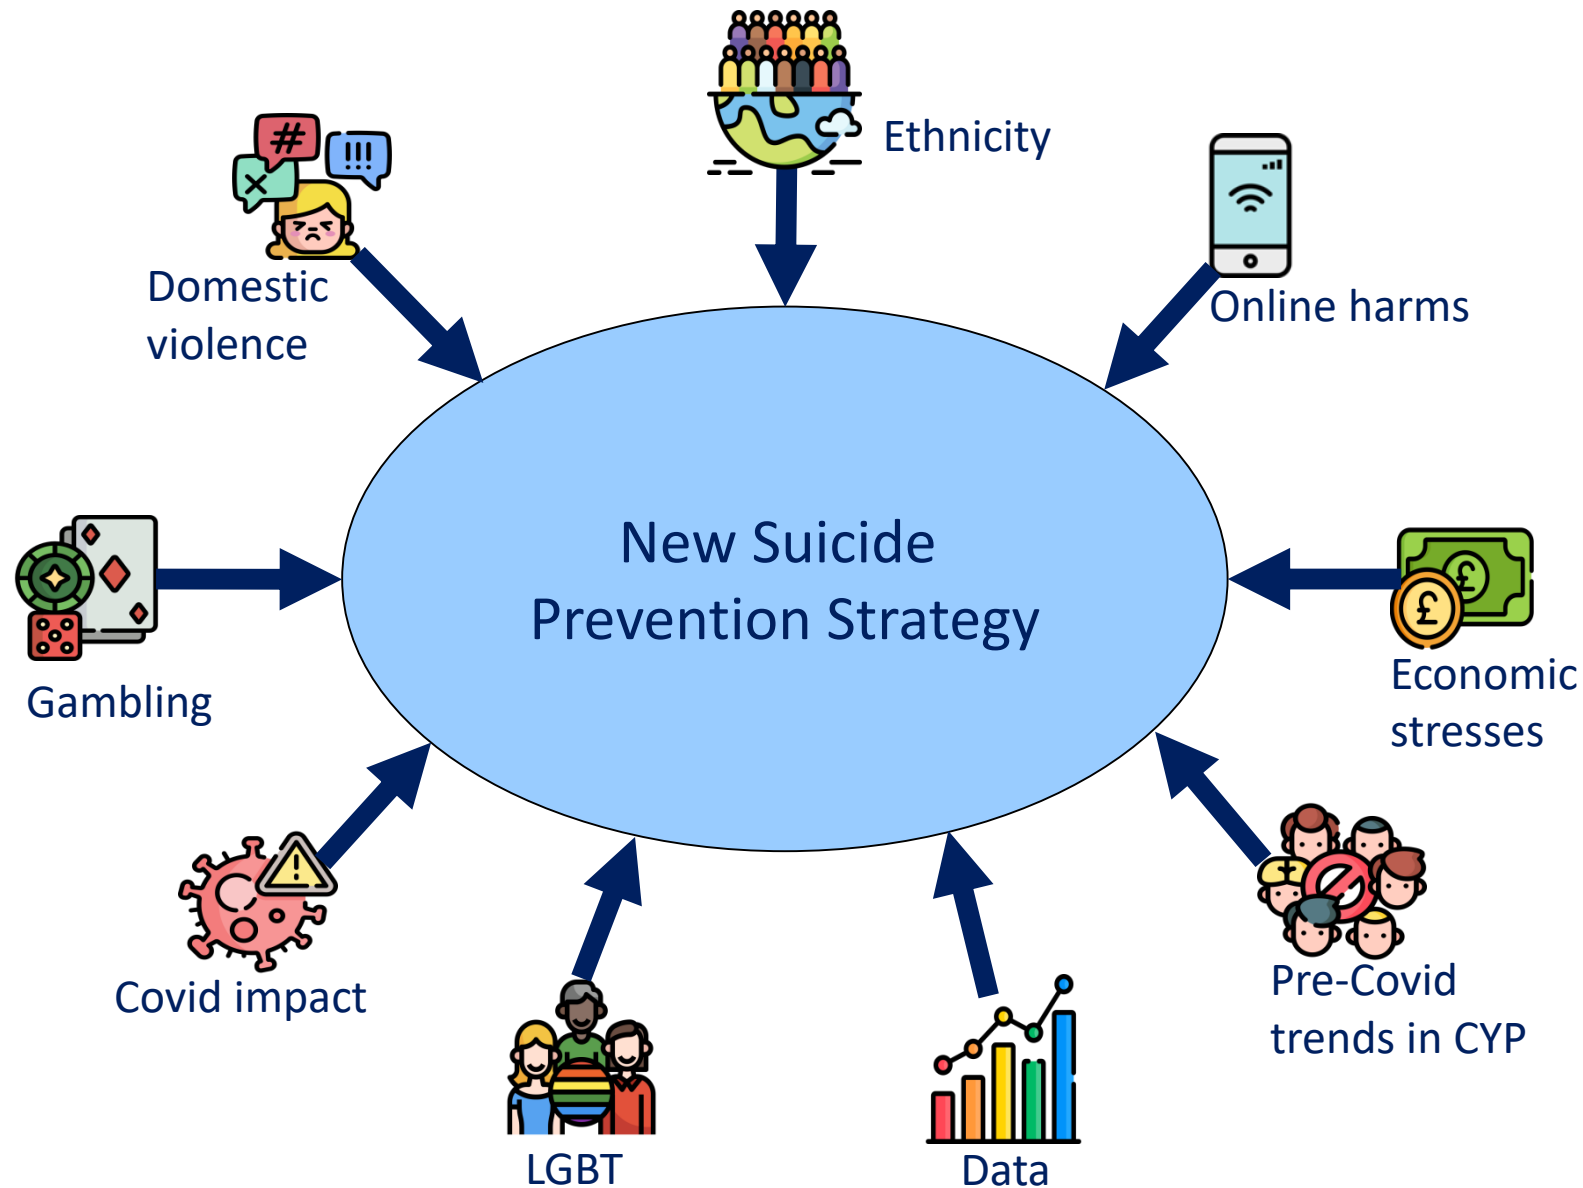 Ethnicity
Domestic
violence
Online harms
New Suicide
Prevention Strategy
Gambling
Economic
stresses
Covid impact
Pre-Covid
trends in CYP
LGBT
Data
#
!!!
x
£
£